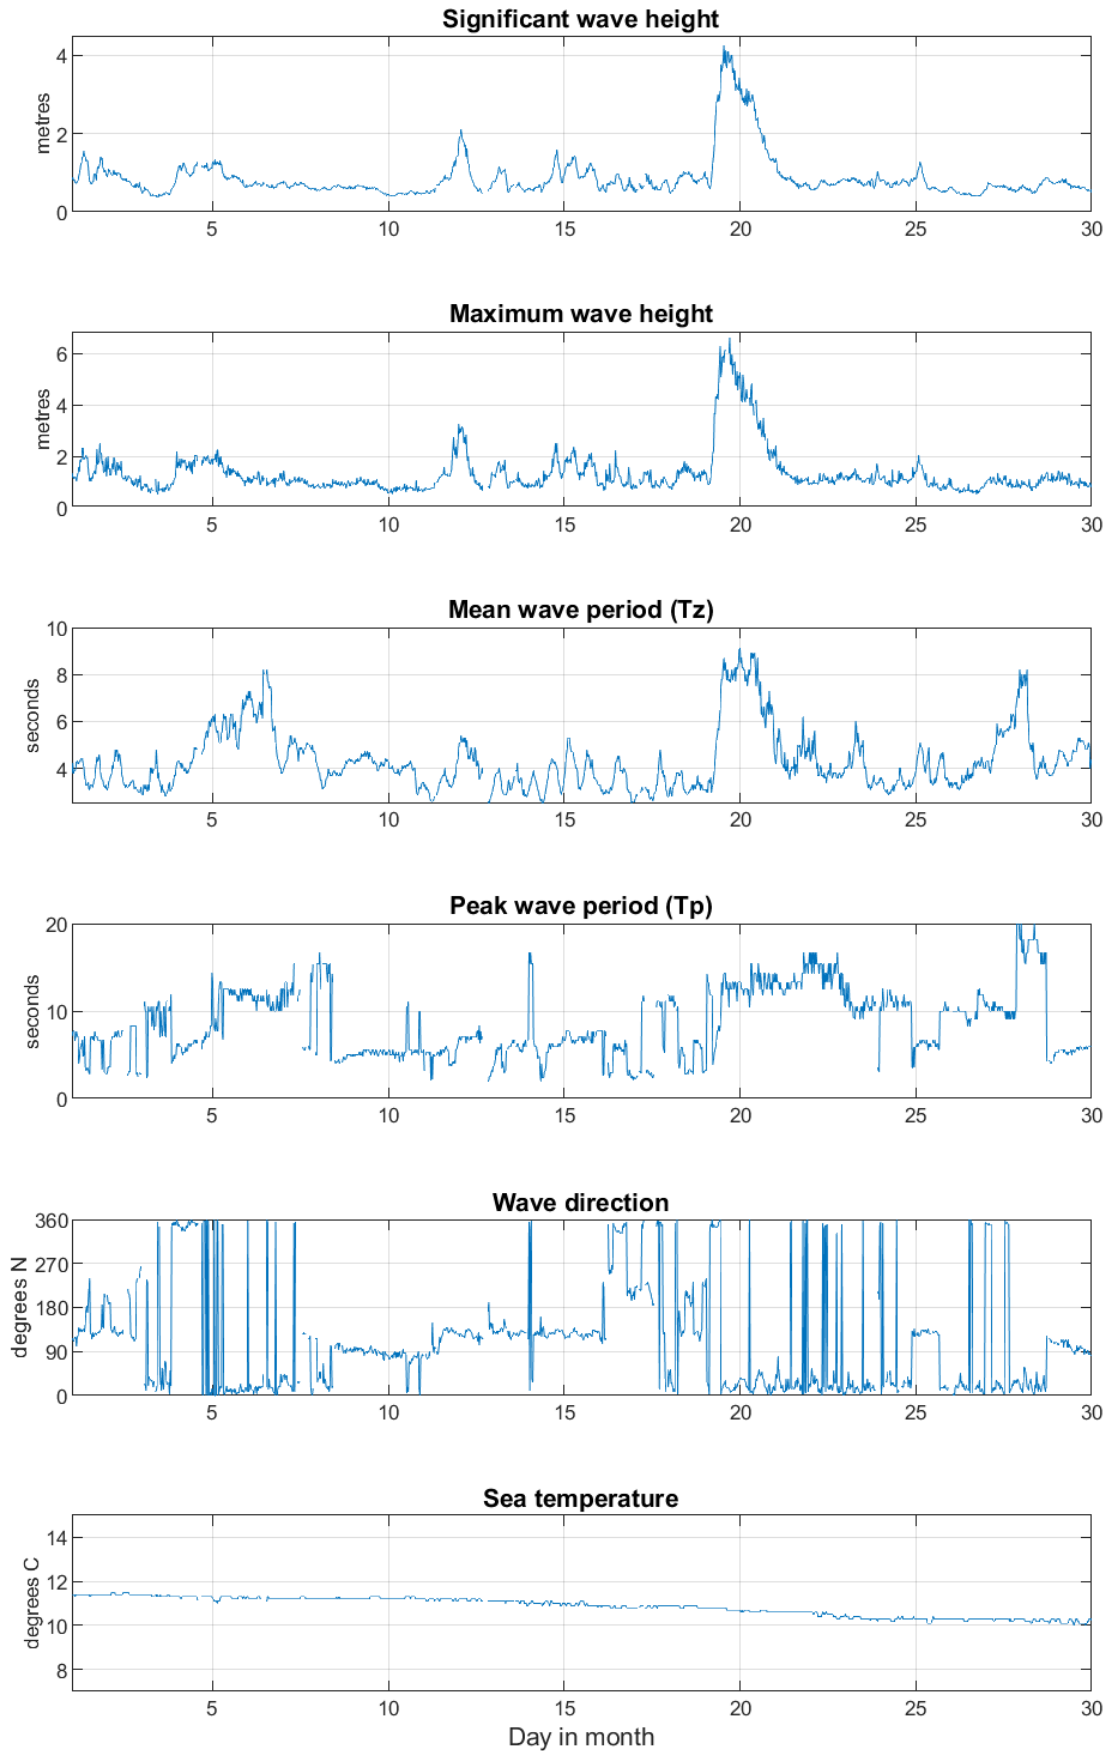 Significant wave height
metres
4
2
0
5 10 15 20 25 30
Maximum wave height
metres
6
4
2
0
5 10 15 20 25 30
Mean wave period (Tz)
seconds
10
8
6
4
5 10 15 20 25 30
Peak wave period (Tp)
seconds
20
10
0
5 10 15 20 25 30
Wave direction
degrees N
360
270
180
90
0
5 10 15 20 25 30
Sea temperature
degrees C
14
12
10
8
5 10 15 20 25 30
Day in month